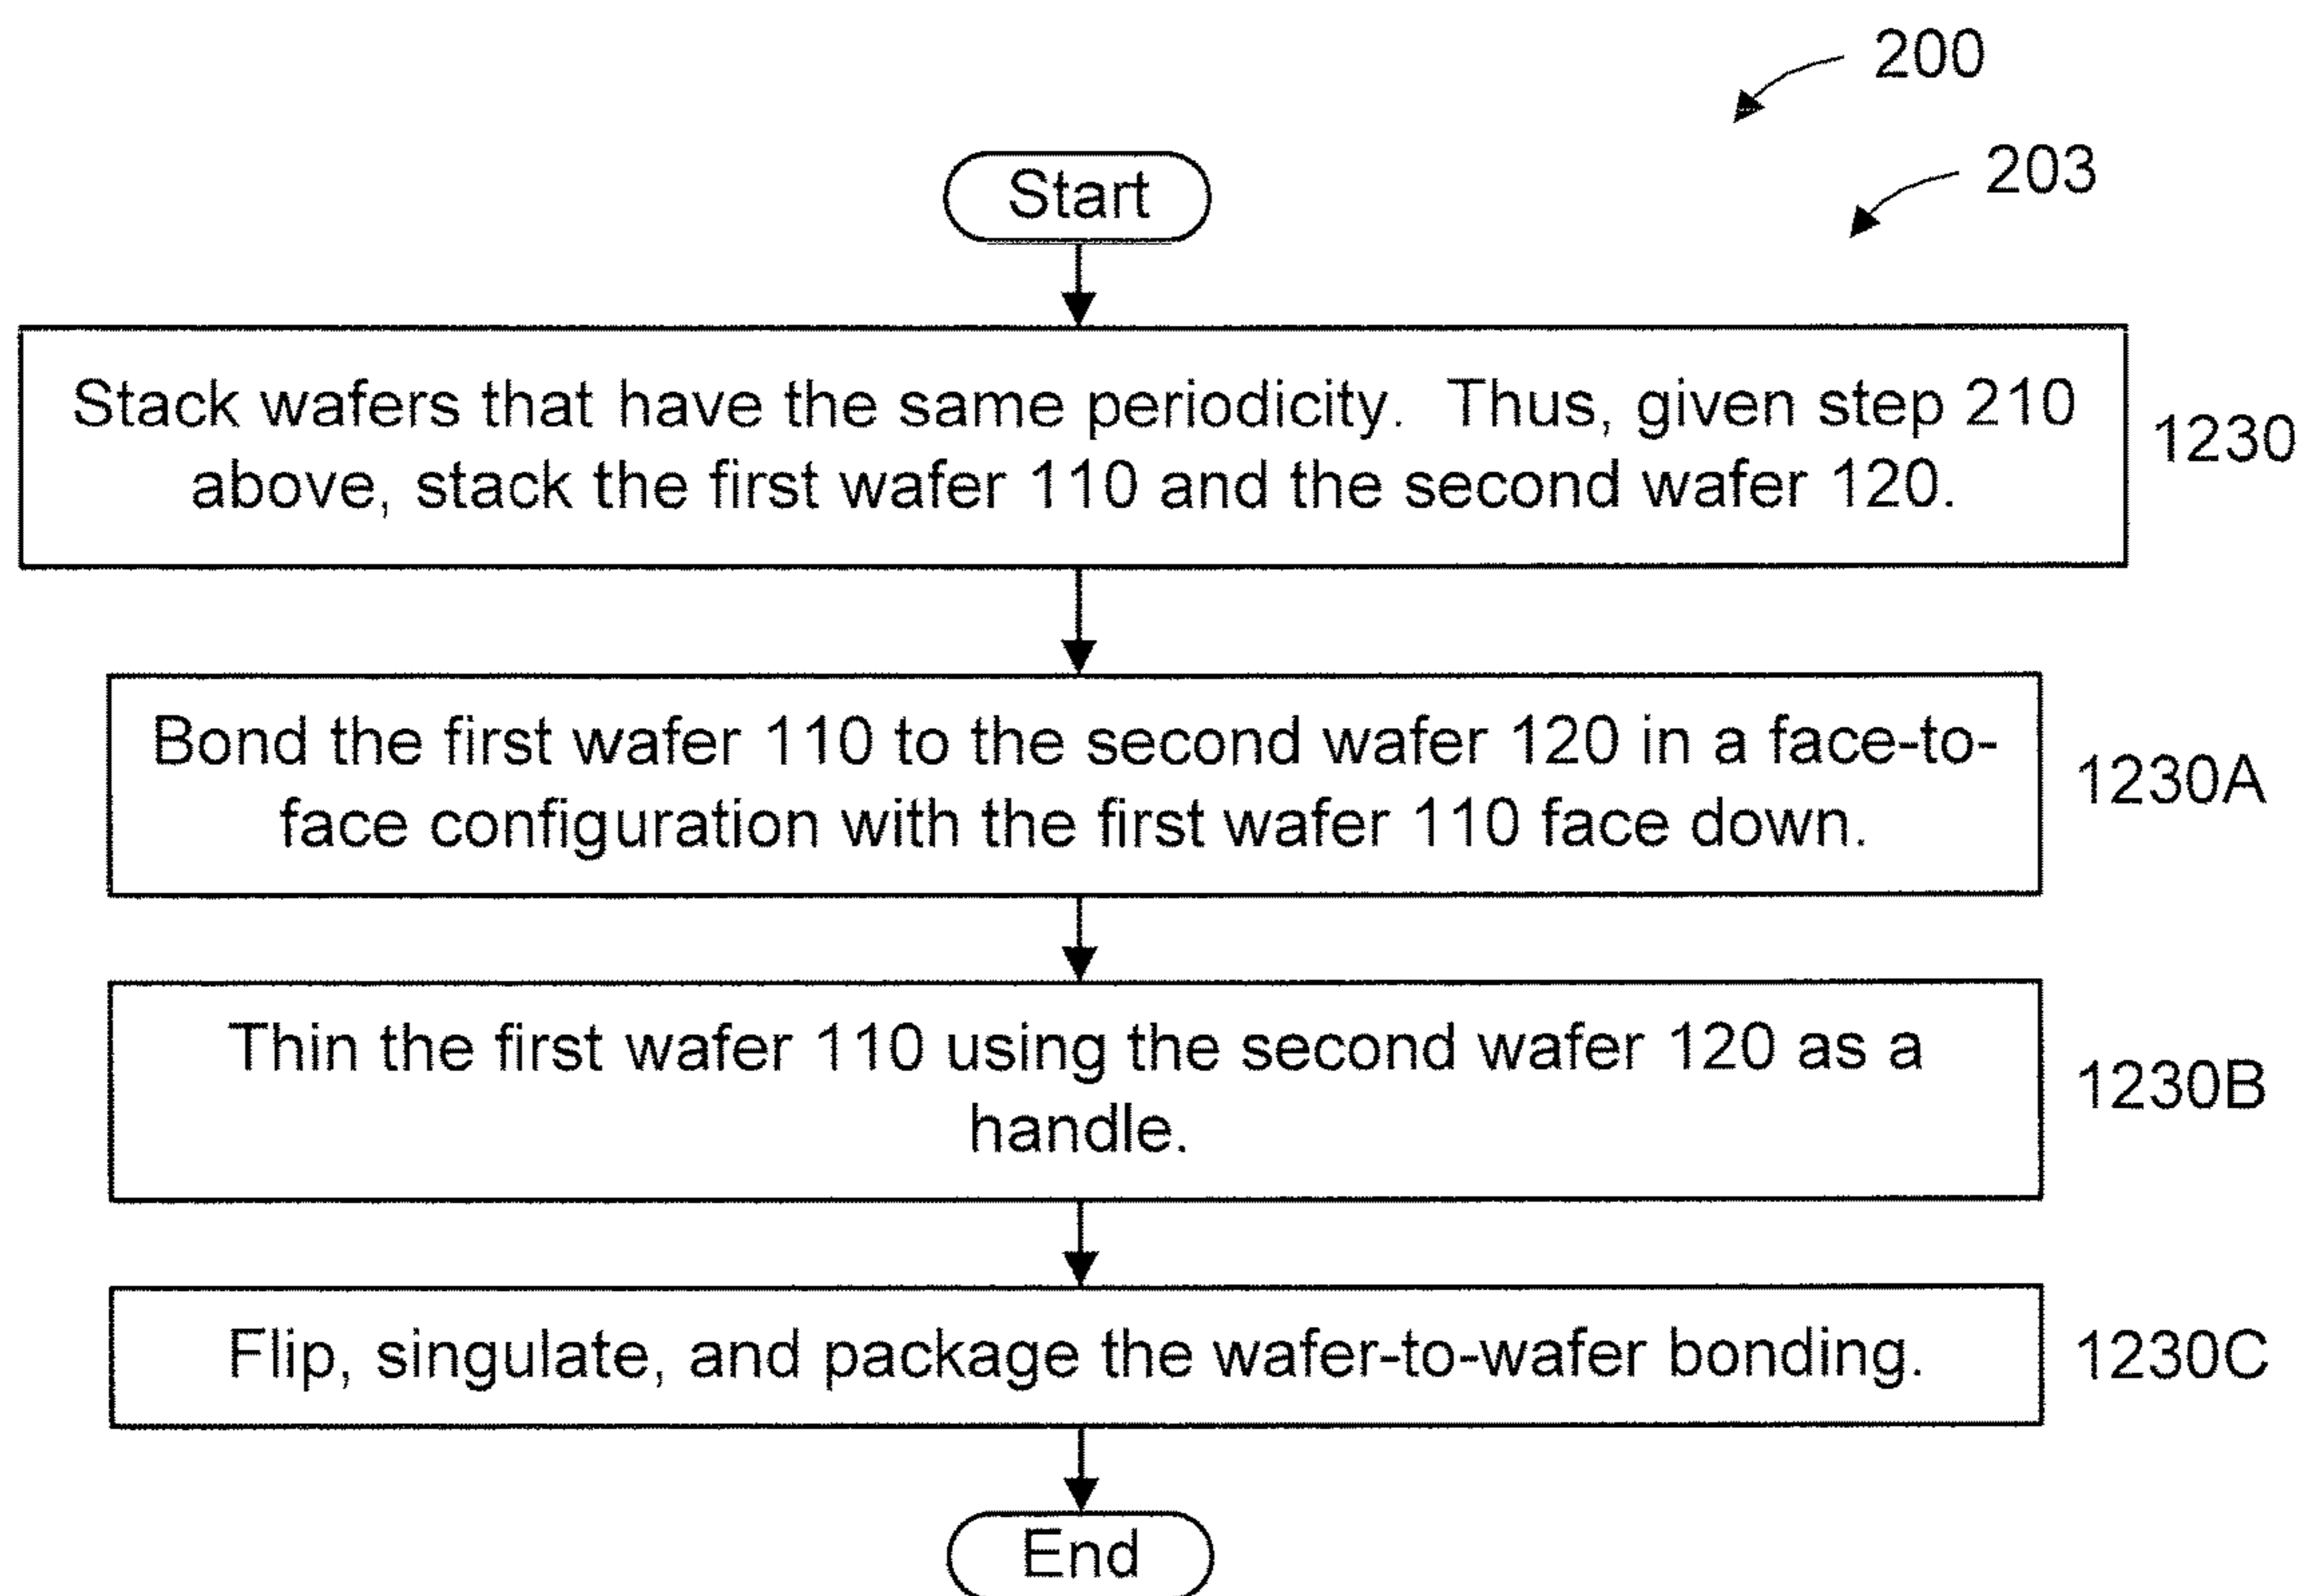 200
203
Start
Stack wafers that have the same periodicity.  Thus, given step 210
above, stack the first wafer 110 and the second wafer 120.
1230
Bond the first wafer 110 to the second wafer 120 in a face-to-
face configuration with the first wafer 110 face down.
1230A
Thin the first wafer 110 using the second wafer 120 as a
handle.
1230B
Flip, singulate, and package the wafer-to-wafer bonding.
1230C
End